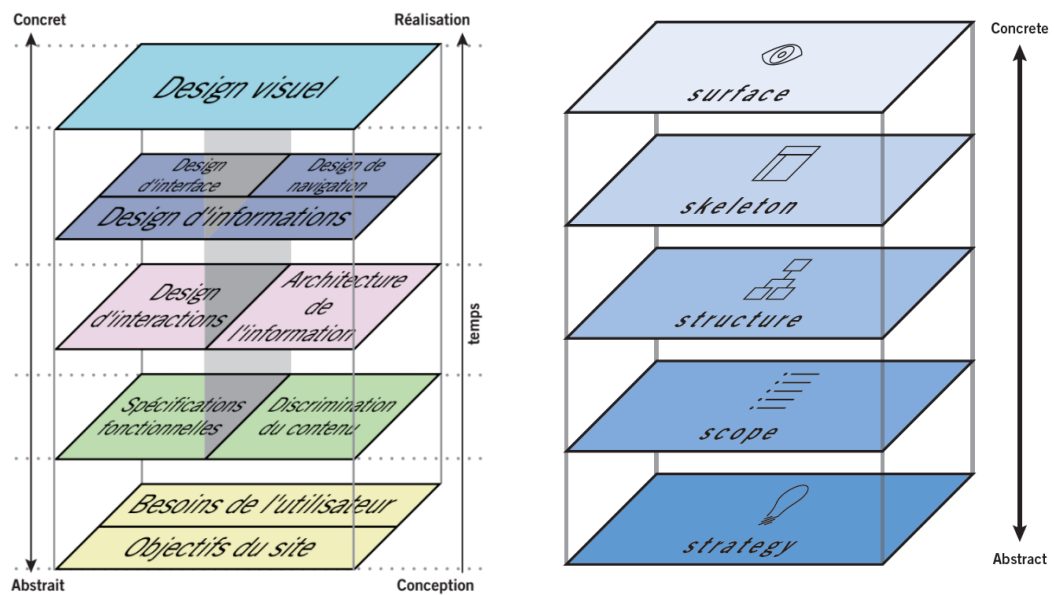 Concret
Réalisation
Design visuel
Design
d'interface
Design de
navigation
Design d'informations
Design
d'interactions
Architecture
de
l'information
temps
Spécifications
fonctionnelles
Discrimination
du contenu
Besoins de l'utilisateur
Objectifs du site
Abstrait
Conception
Concrete
surface
skeleton
structure
scope
strategy
Abstract